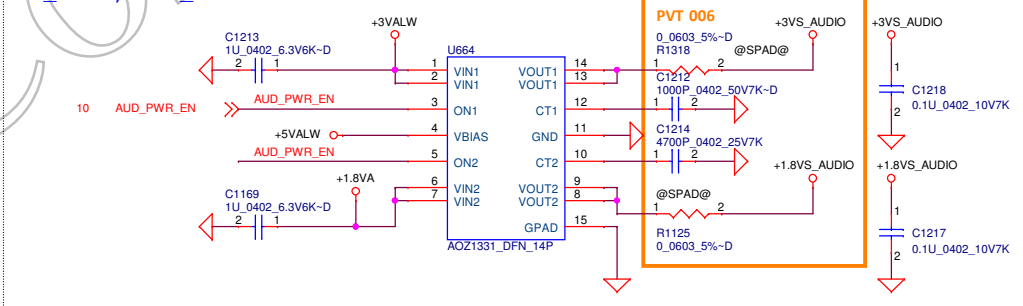 PVT 006
+3VALW
+3VS_AUDIO
+3VS_AUDIO
C1213
1U_0402_6.3V6K~D
2 1
U664
0_0603_5%~D
R1318
@SPAD@
1 2
C1212
1000P_0402_50V7K~D
1 2
1 VIN1
2 VIN1
VOUT1 14
VOUT1 13
1
C1218
0.1U_0402_10V7K
2
10 AUD_PWR_EN
AUD_PWR_EN
3 ON1
CT1 12
+5VALW
4 VBIAS
GND 11
C1214
4700P_0402_25V7K
1 2
AUD_PWR_EN
5 ON2
CT2 10
+1.8VS_AUDIO
+1.8VS_AUDIO
+1.8VA
6 VIN2
7 VIN2
VOUT2 9
VOUT2 8
@SPAD@
1 2
R1125
0_0603_5%~D
C1169
1U_0402_6.3V6K~D
2 1
GPAD 15
AOZ1331_DFN_14P
1
C1217
0.1U_0402_10V7K
2